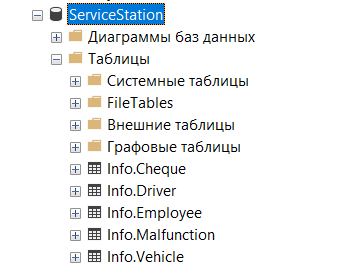 ServiceStation
Диаграммы баз данных
Таблицы
Системные таблицы
FileTables
Внешние таблицы
Графовые таблицы
Info.Cheque
Info.Driver
Info.Employee
Info.Malfunction
Info.Vehicle